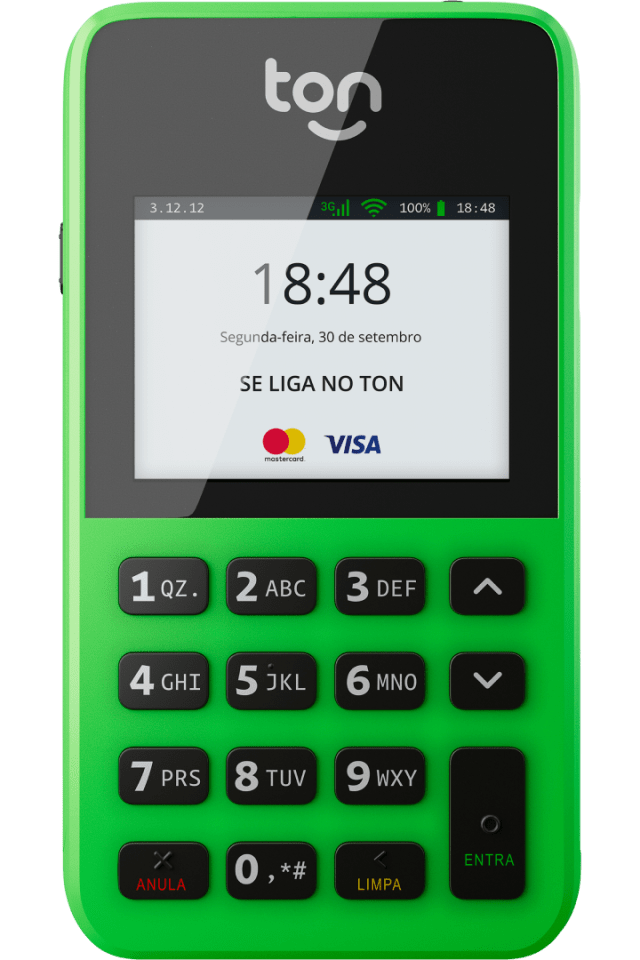 ton
3.12.12 3G 100% 18:48
18:48
Segunda-feira, 30 de setembro
SE LIGA NO TON
mastercard. VISA
1 QZ. 2 ABC 3 DEF
4 GHI 5 JKL 6 MNO
7 PRS 8 TUV 9 WXY
ENTRA
ANULA 0 ,*# LIMPA